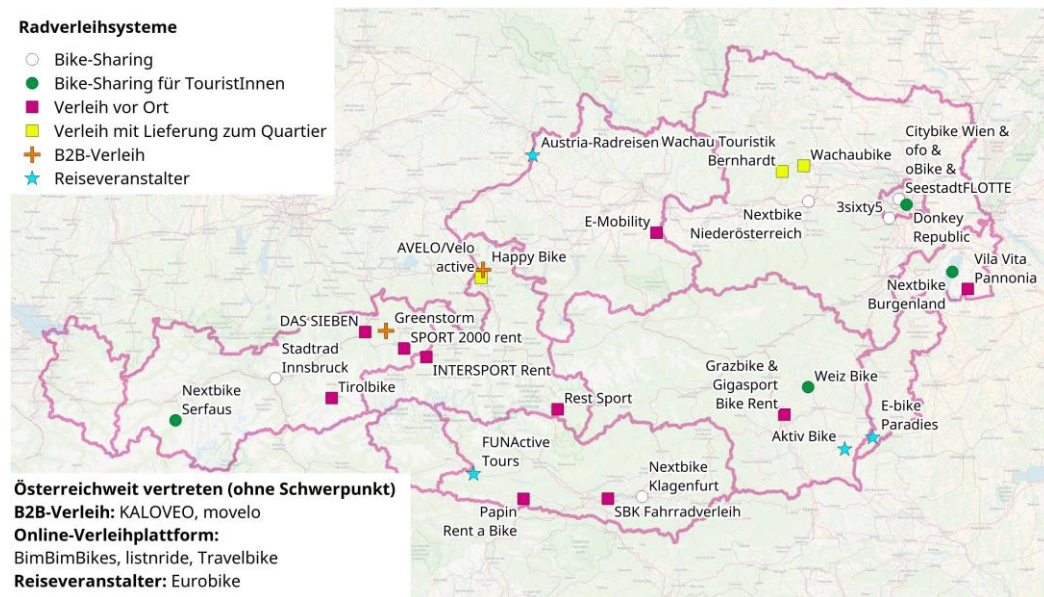 Radverleihsysteme
Bike-Sharing
Bike-Sharing für TouristInnen
Verleih vor Ort
Verleih mit Lieferung zum Quartier
B2B-Verleih
Reiseveranstalter
Austria-Radreisen
Wachau Touristik
Bernhardt
Wachaubike
Citybike Wien &
ofo &
oBike &
SeestadtFLOTTE
3sixty5
Donkey
Republic
Nextbike
Niederösterreich
E-Mobility
AVELO/Velo
active
Happy Bike
Vila Vita
Pannonia
Nextbike
Burgenland
DAS SIEBEN
Greenstorm
SPORT 2000 rent
INTERSPORT Rent
Stadtrad
Innsbruck
Tirolbike
Nextbike
Serfaus
Rest Sport
Grazbike &
Gigasport
Bike Rent
Weiz Bike
E-bike
Paradies
Aktiv Bike
FUNActive
Tours
Nextbike
Klagenfurt
Papin
Rent a Bike
SBK Fahrradverleih
Österreichweit vertreten (ohne Schwerpunkt)
B2B-Verleih: KALOVEO, movelo
Online-Verleihplattform:
BimBimBikes, listnride, Travelbike
Reiseveranstalter: Eurobike